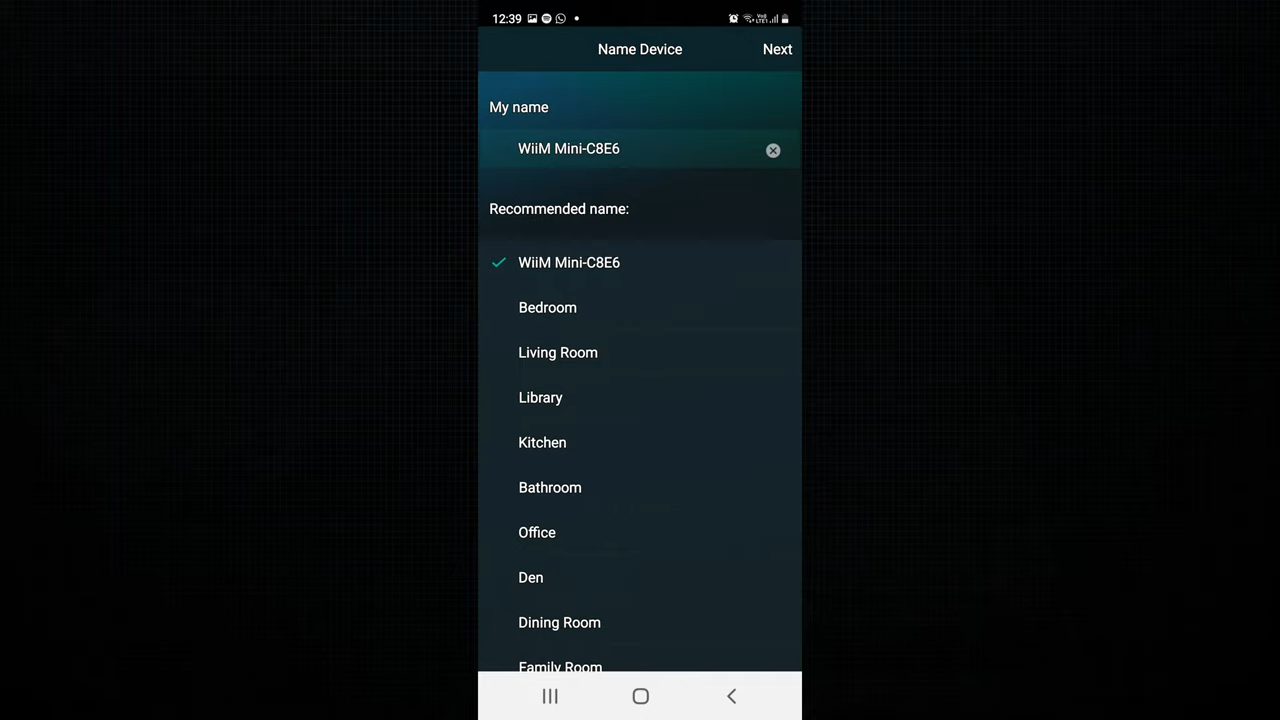 12:39
Name Device Next
My name
WiiM Mini-C8E6
Recommended name:
WiiM Mini-C8E6
Bedroom
Living Room
Library
Kitchen
Bathroom
Office
Den
Dining Room
Family Room